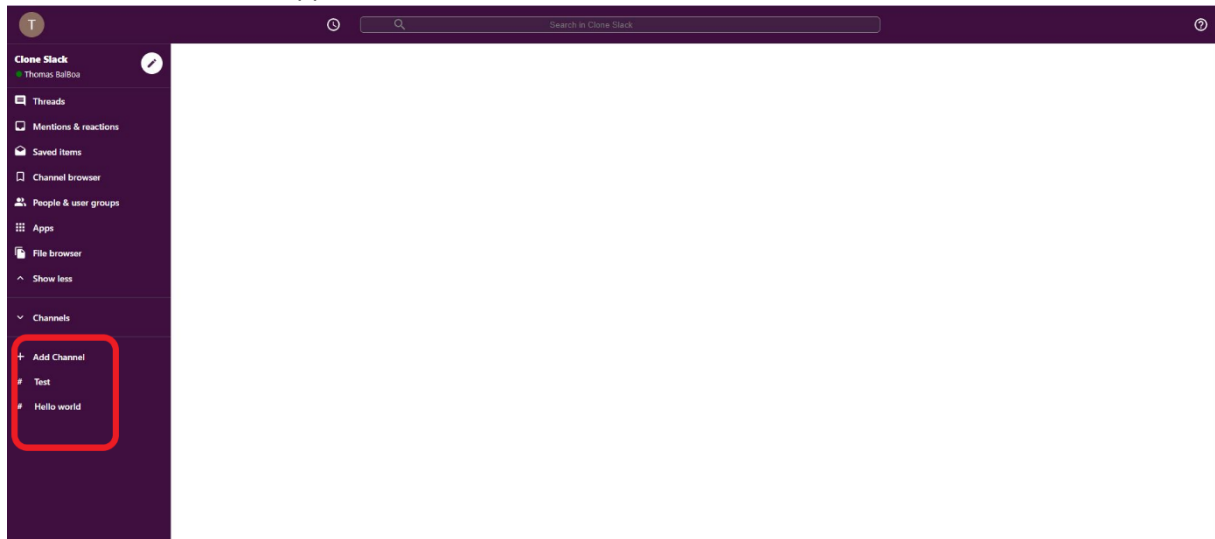 T
Search in Clone Slack
Clone Slack
Thomas BalBoa
Threads
Mentions & reactions
Saved items
Channel browser
People & user groups
Apps
File browser
Show less
Channels
+ Add Channel
# Test
# Hello world